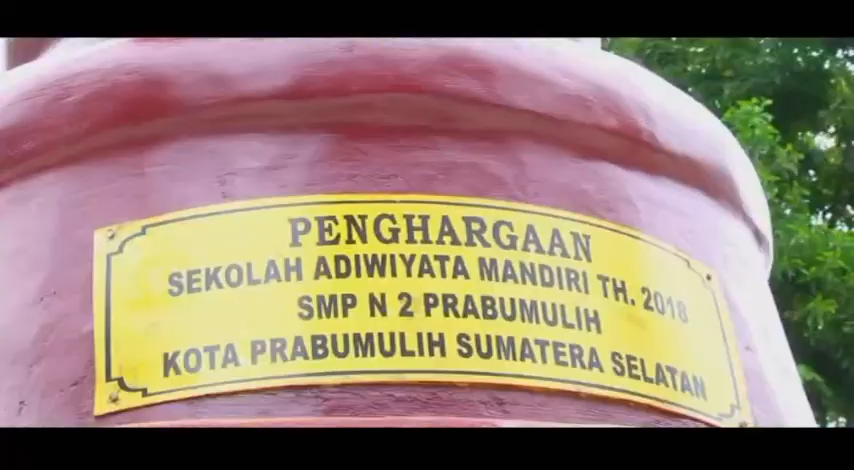 PENGHARGAAN
SEKOLAH ADIWIYATA MANDIRI TH. 2018
SMP N 2 PRABUMULIH
KOTA PRABUMULIH SUMATERA SELATAN